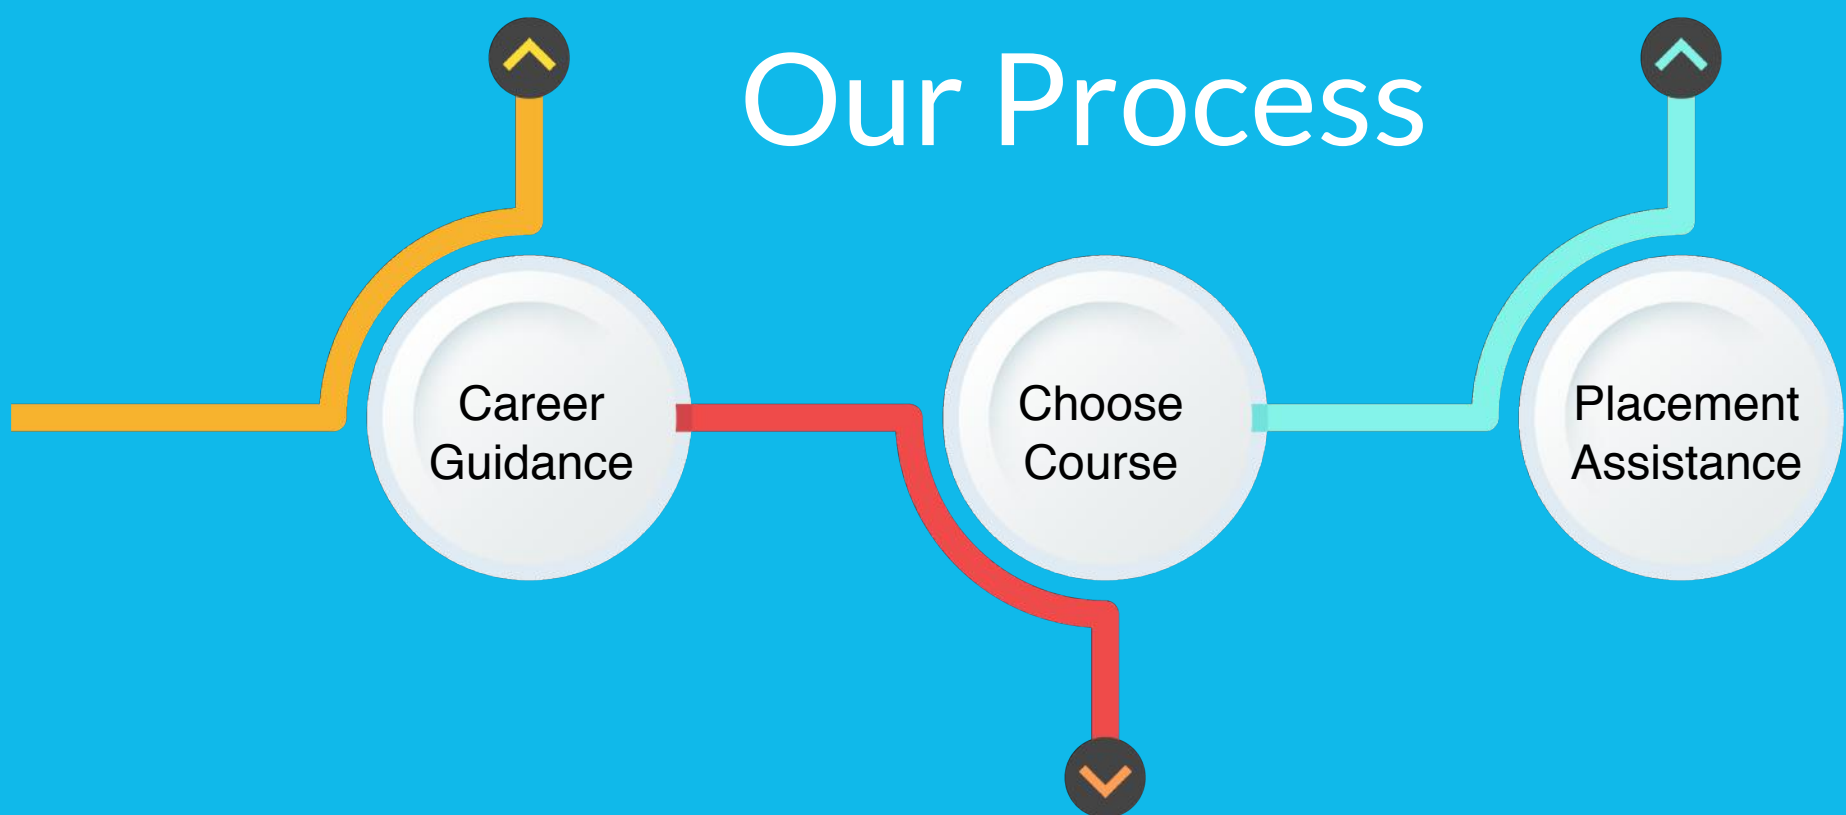 Our Process
Career
Guidance
Choose
Course
Placement
Assistance